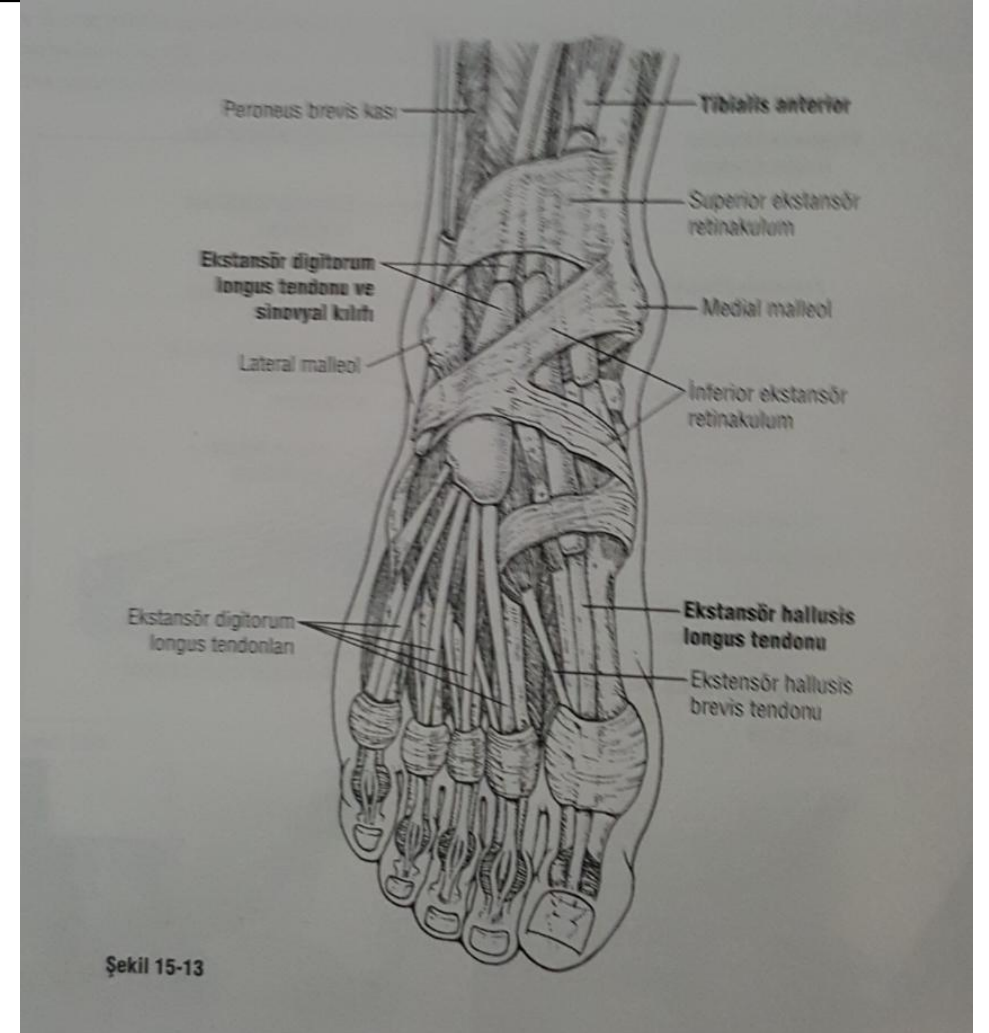 Peroneus brevis kası
Tibialis anterior
Superior ekstansör
retinakulum
Ekstansör digitorum
longus tendonu ve
sinovyal kılıfı
Medial malleol
Lateral malleol
İnferior ekstansör
retinakulum
Ekstansör digitorum
longus tendonları
Ekstansör hallusis
longus tendonu
Ekstensör hallusis
brevis tendonu
Şekil 15-13